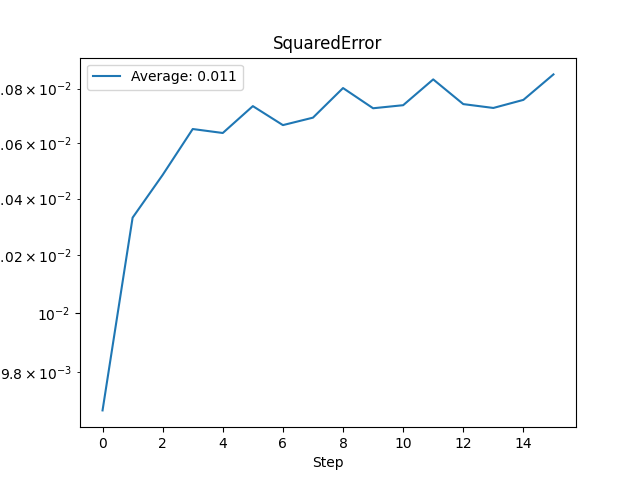 SquaredError
Average: 0.011
.08 × 10⁻²
.06 × 10⁻²
.04 × 10⁻²
.02 × 10⁻²
10⁻²
9.8 × 10⁻³
0 2 4 6 8 10 12 14
Step